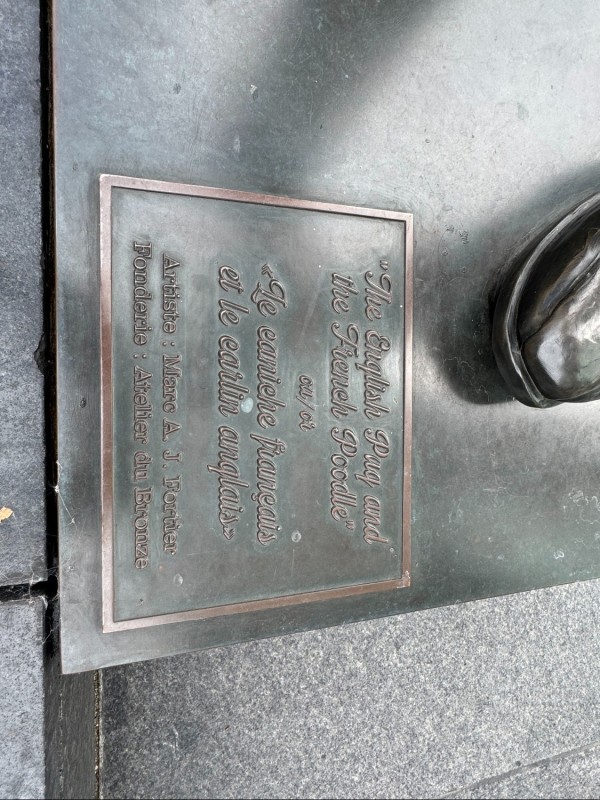 "The English Pug and
the French Poodle"
ou/où
«Le caniche français
et le carlin anglais»
Artiste : Marc A. J. Fortier
Fonderie : Atelier du Bronze